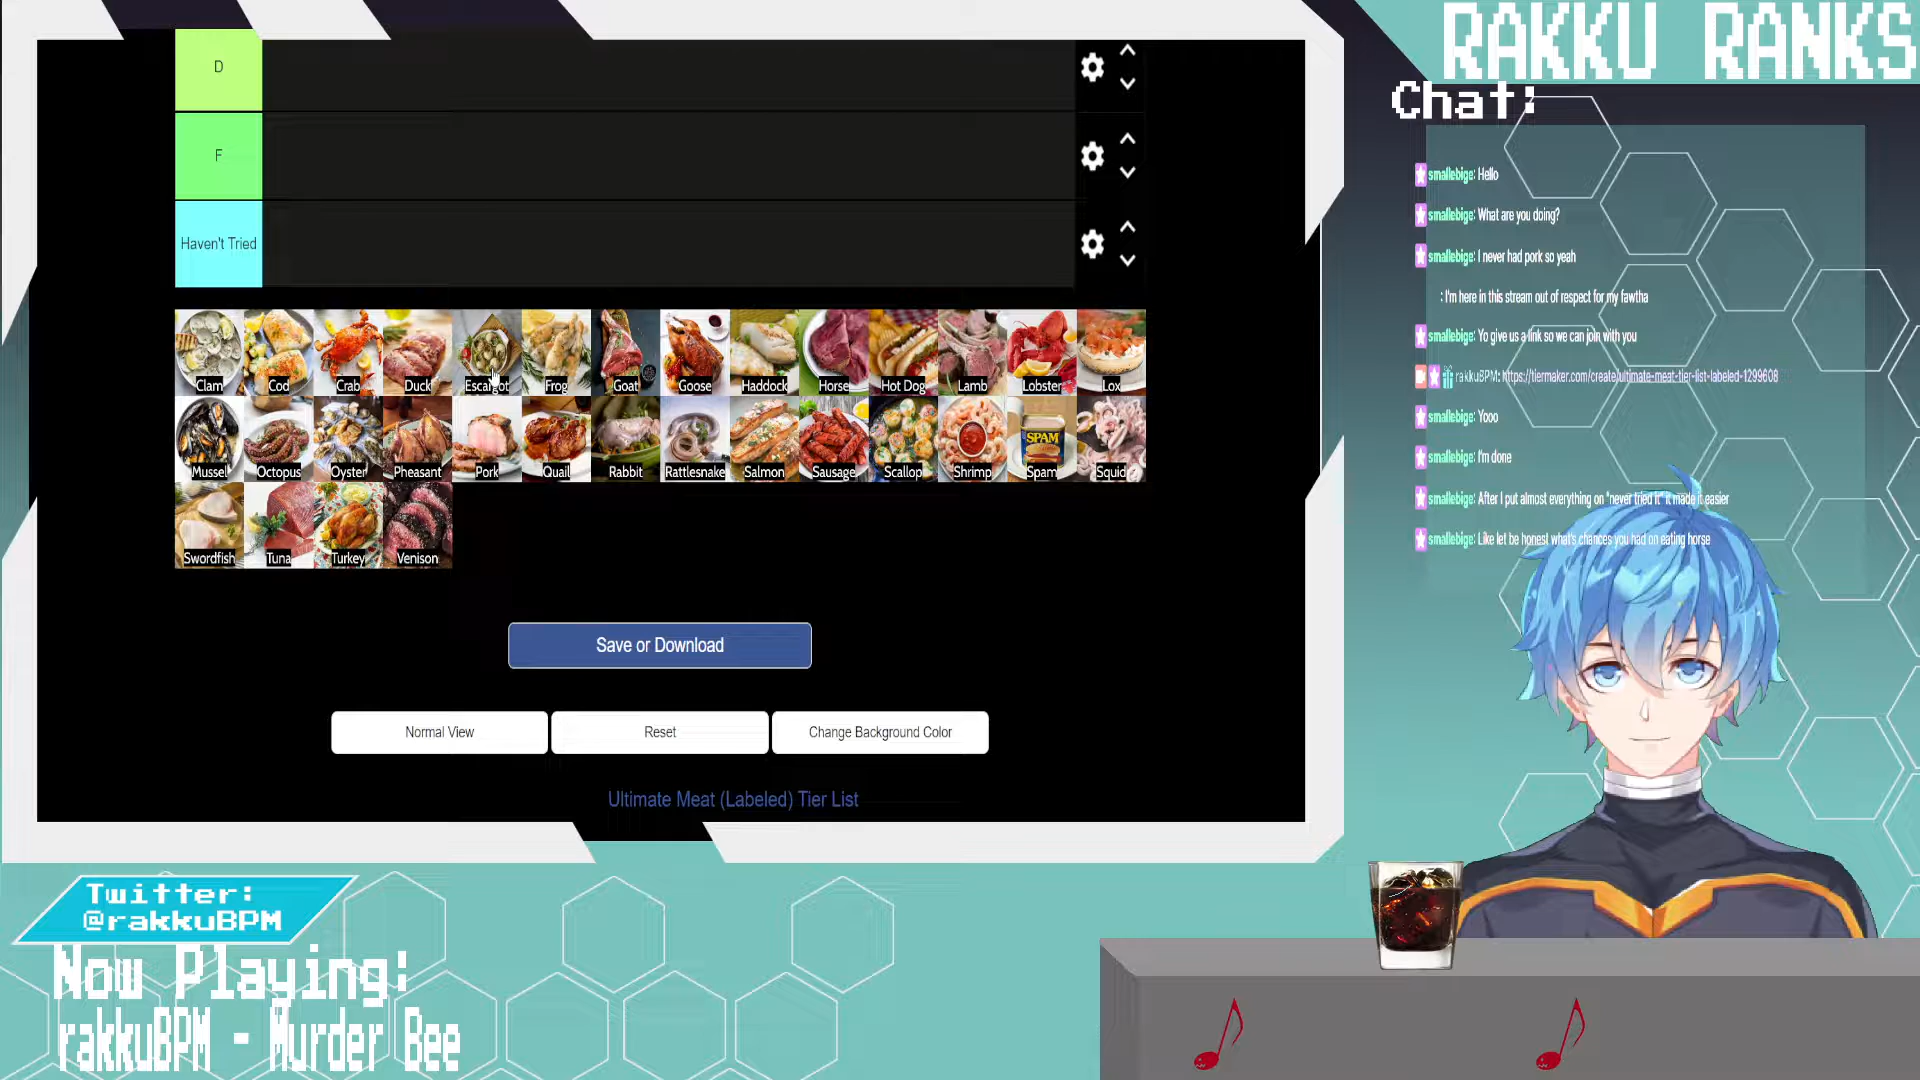 RAKKU RANKS
Chat:
D
F
Haven't Tried
Clam Cod Crab Duck Escargot Frog Goat Goose Haddock Horse Hot Dog Lamb Lobster Lox
Mussel Octopus Oyster Pheasant Pork Quail Rabbit Rattlesnake Salmon Sausage Scallop Shrimp Spam Squid
SPAM
Swordfish Tuna Turkey Venison
Save or Download
Normal View Reset Change Background Color
Ultimate Meat (Labeled) Tier List
smallebige: Hello
smallebige: What are you doing?
smallebige: I never had pork so yeah
: I'm here in this stream out of respect for my fawtha
smallebige: Yo give us a link so we can join with you
rakkuBPM: https://tiermaker.com/create/ultimate-meat-tier-list-labeled-1299608
smallebige: Yooo
smallebige: I'm done
smallebige: After I put almost everything on "never tried it" it made it easier
smallebige: Like let be honest what's chances you had on eating horse
Twitter:
@rakkuBPM
Now Playing:
rakkuBPM - Murder Bee